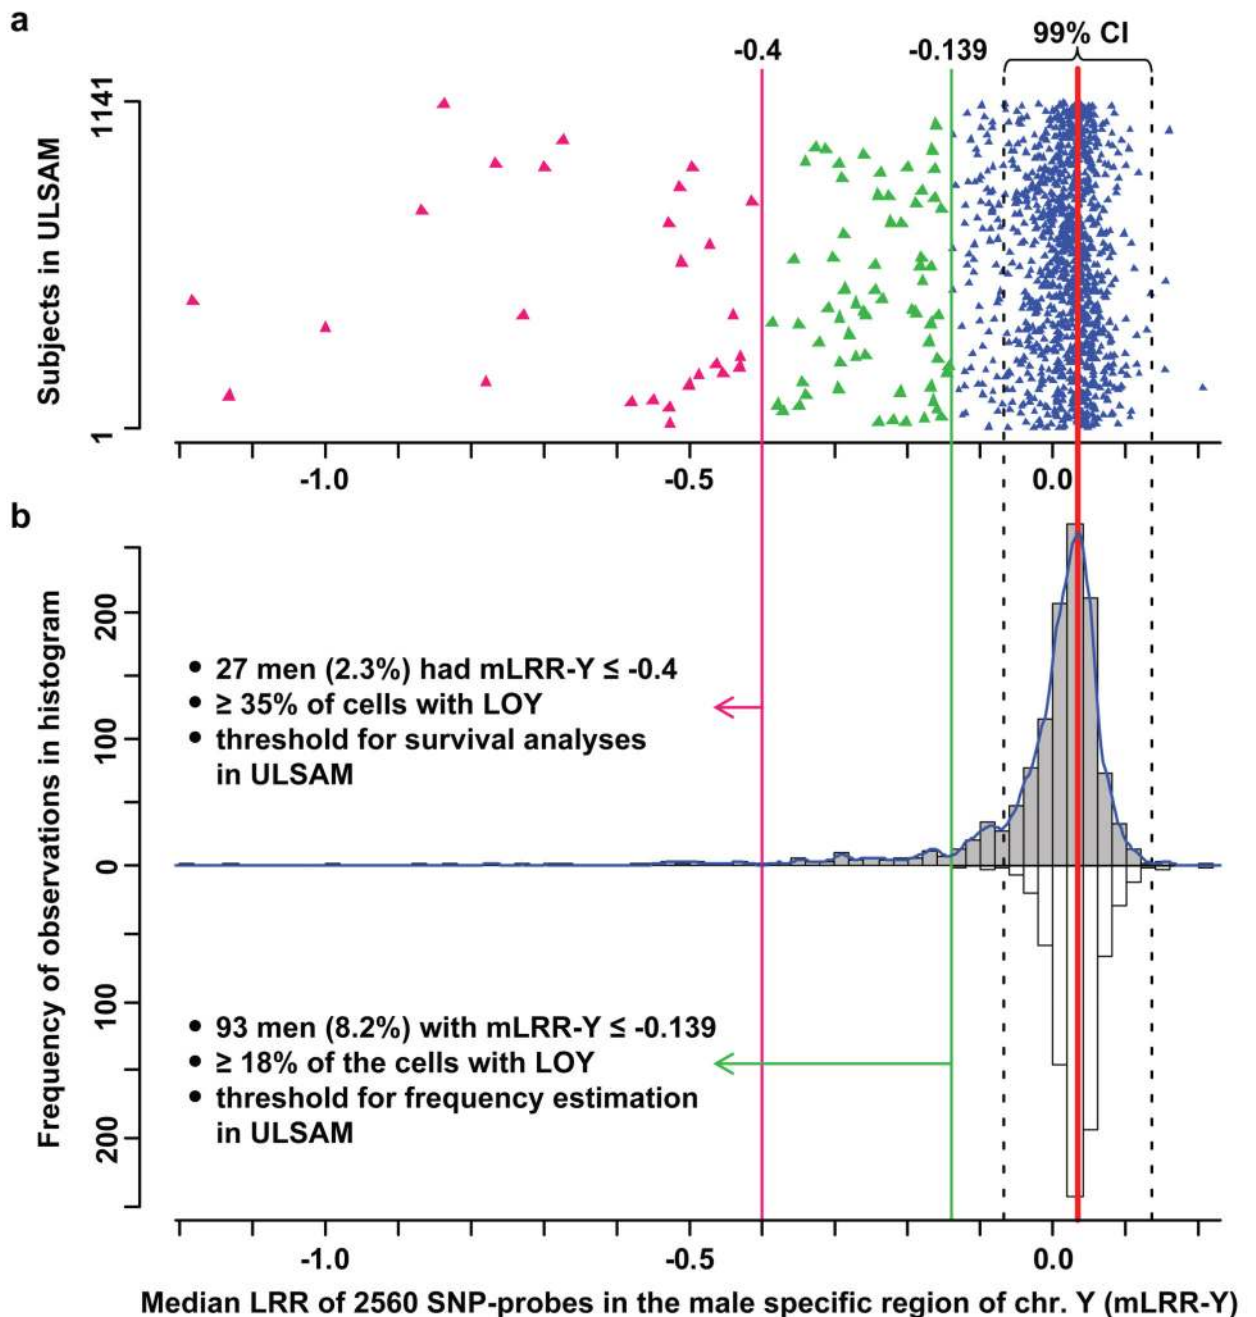 a
-0.4
-0.139
99% CI
Subjects in ULSAM
1141
1
-1.0
-0.5
0.0
b
Frequency of observations in histogram
200
100
0
100
200
• 27 men (2.3%) had mLRR-Y ≤ -0.4
• ≥ 35% of cells with LOY
• threshold for survival analyses
in ULSAM
• 93 men (8.2%) with mLRR-Y ≤ -0.139
• ≥ 18% of the cells with LOY
• threshold for frequency estimation
in ULSAM
-1.0
-0.5
0.0
Median LRR of 2560 SNP-probes in the male specific region of chr. Y (mLRR-Y)